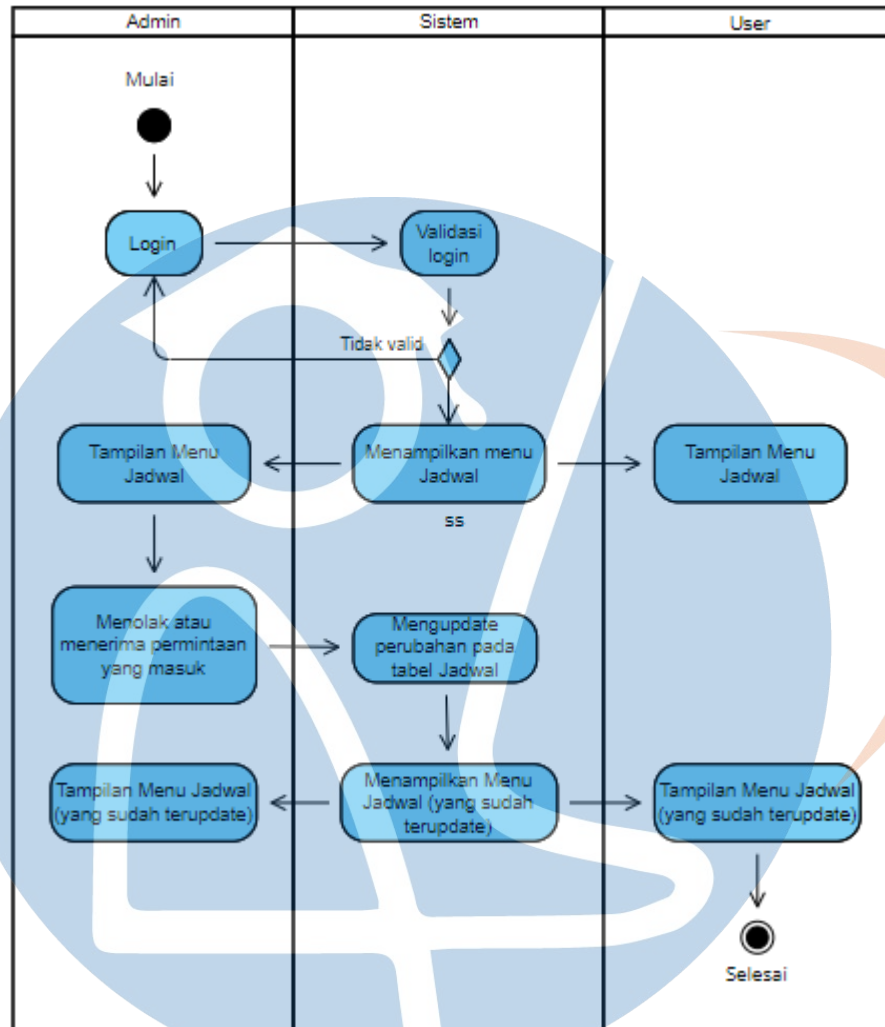 Admin
Sistem
User
Mulai
Login
Validasi
login
Tidak valid
Tampilan Menu
Jadwal
Menampilkan menu
Jadwal
Tampilan Menu
Jadwal
ss
Menolak atau
menerima permintaan
yang masuk
Mengupdate
perubahan pada
tabel Jadwal
Tampilan Menu Jadwal
(yang sudah terupdate)
Menampilkan Menu
Jadwal (yang sudah
terupdate)
Tampilan Menu Jadwal
(yang sudah terupdate)
Selesai